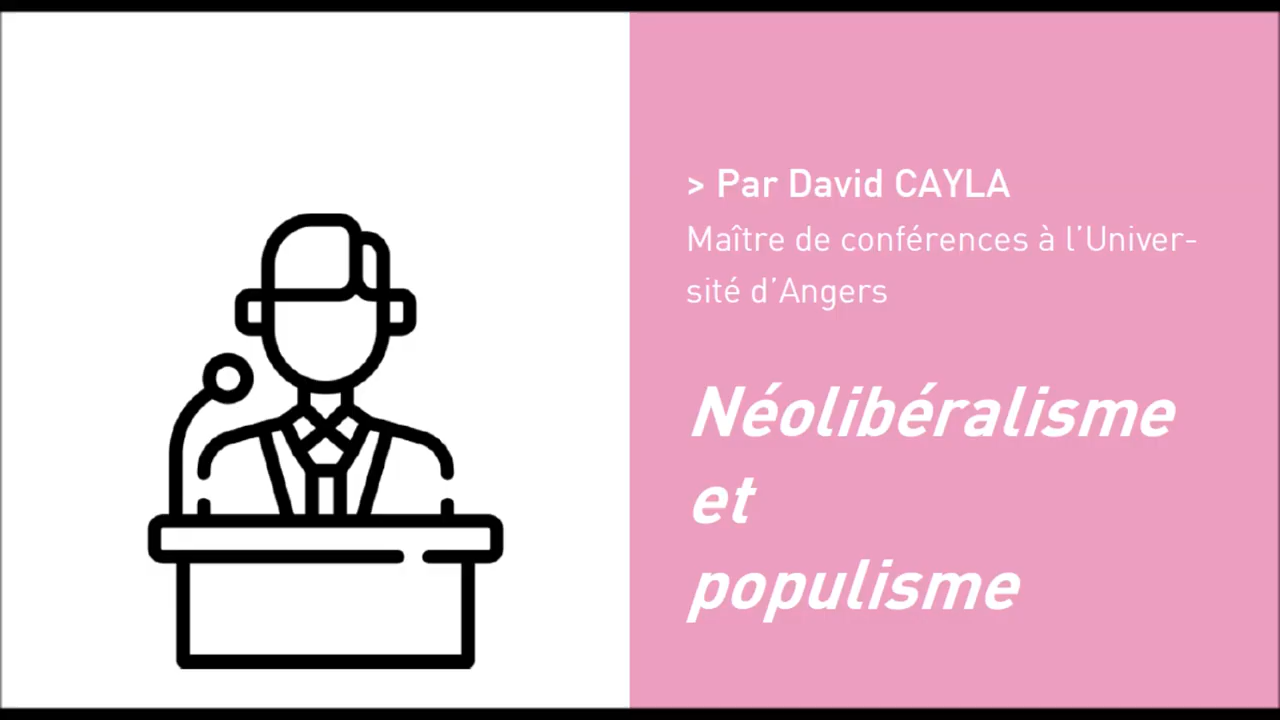 > Par David CAYLA
Maître de conférences à l’Univer-
sité d’Angers
Néolibéralisme
et
populisme